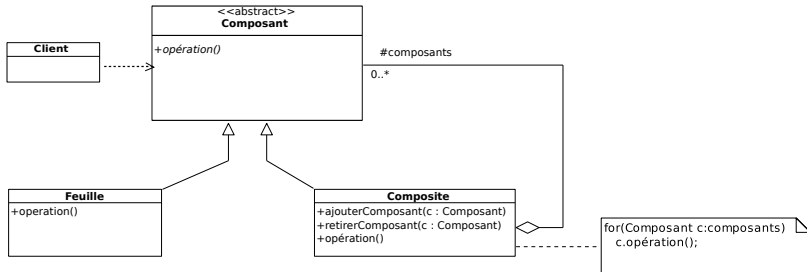 <<abstract>>
Composant
+opération()
Client
#composants
0..*
Feuille
+operation()
Composite
+ajouterComposant(c : Composant)
+retirerComposant(c : Composant)
+opération()
for(Composant c:composants)
c.opération();